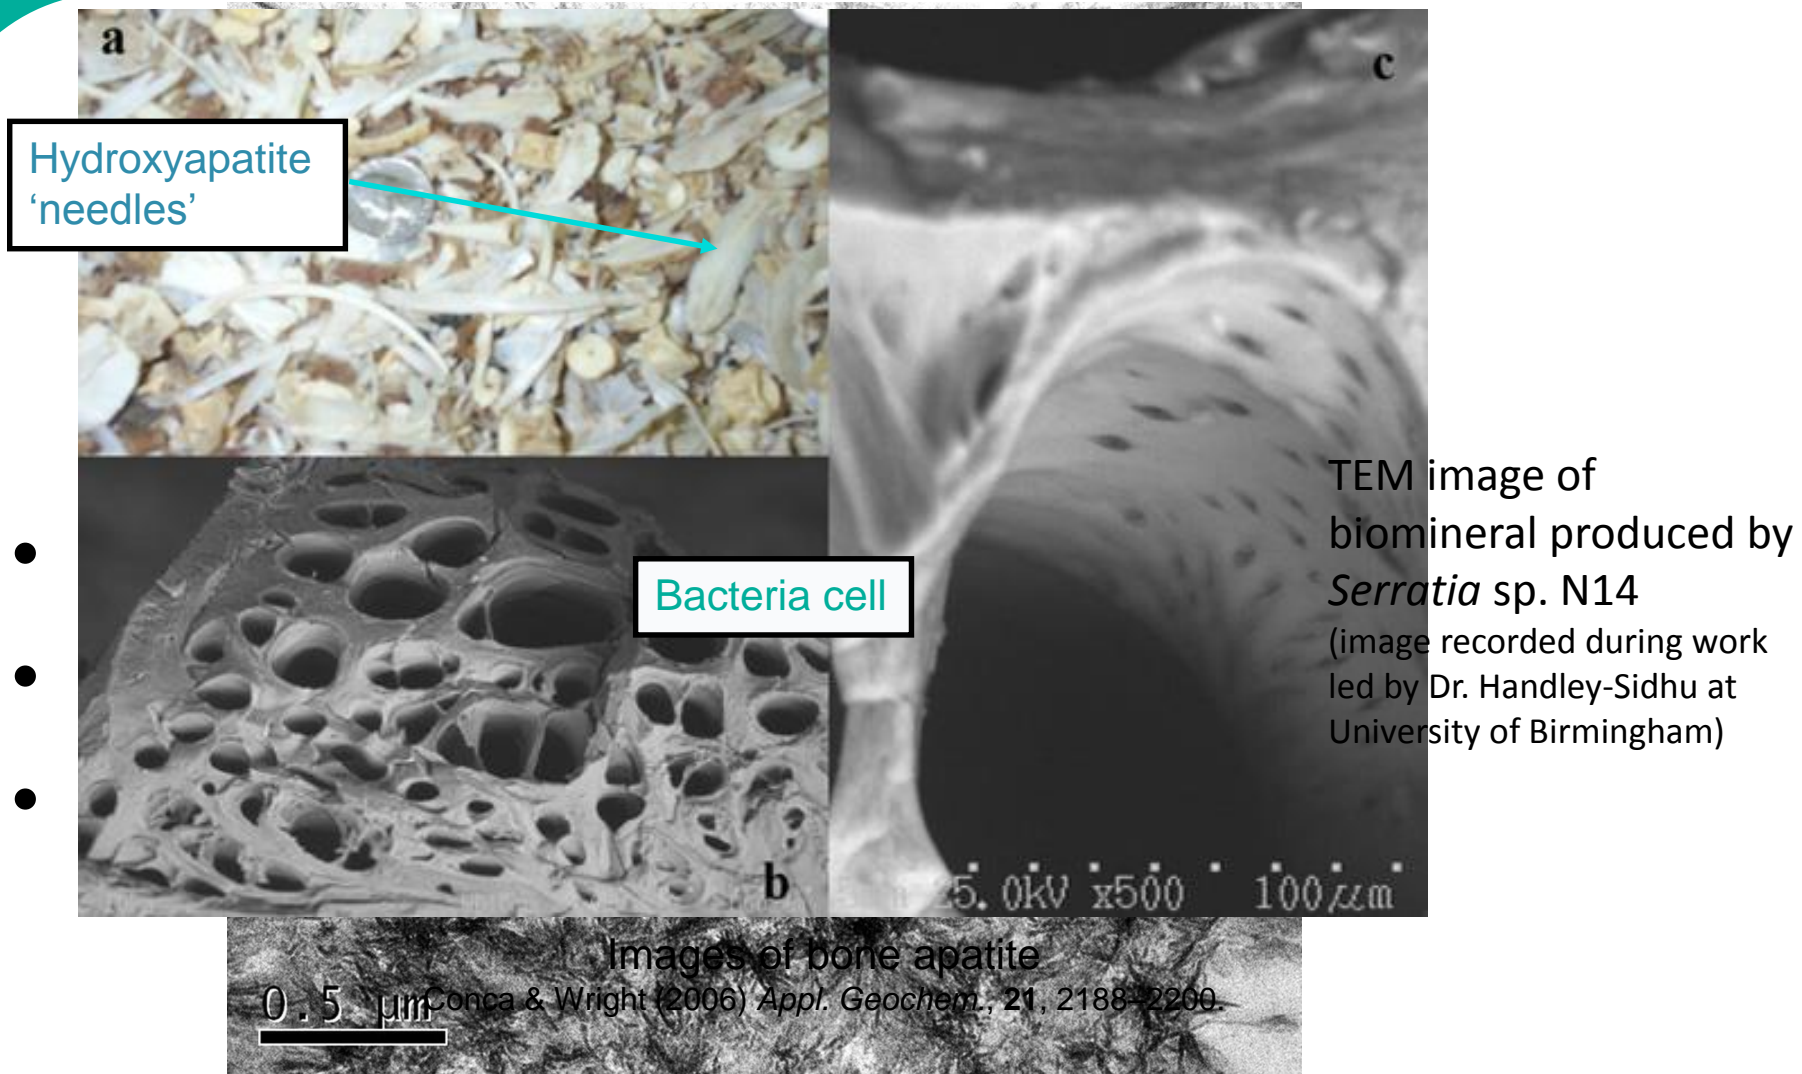 a
c
Hydroxyapatite
‘needles’
Bacteria cell
TEM image of
biomineral produced by
Serratia sp. N14
(image recorded during work
led by Dr. Handley-Sidhu at
University of Birmingham)
b
5.0kV x500 100μm
Images of bone apatite
0.5 μm
Conca & Wright (2006) Appl. Geochem., 21, 2188–2200.